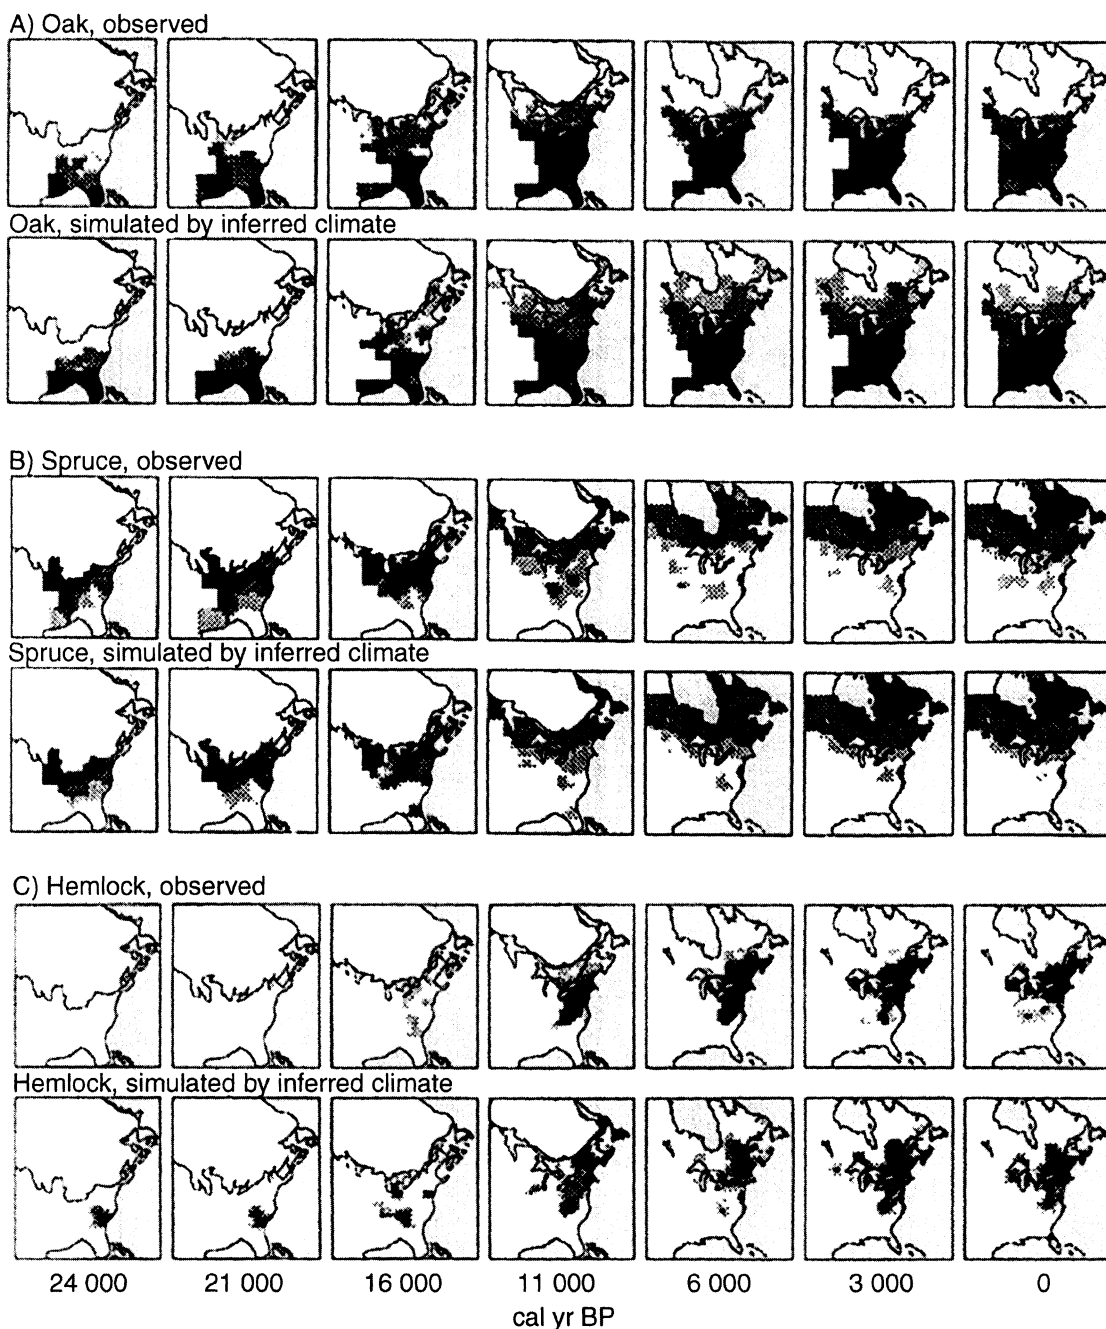 A) Oak, observed
Oak, simulated by inferred climate
B) Spruce, observed
Spruce, simulated by inferred climate
C) Hemlock, observed
Hemlock, simulated by inferred climate
24 000 21 000 16 000 11 000 6 000 3 000 0
cal yr BP